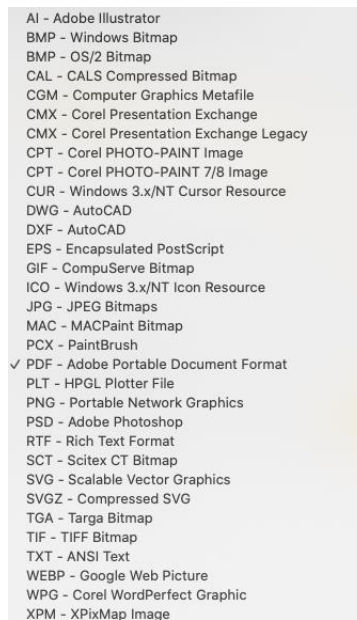 AI - Adobe Illustrator
BMP - Windows Bitmap
BMP - OS/2 Bitmap
CAL - CALS Compressed Bitmap
CGM - Computer Graphics Metafile
CMX - Corel Presentation Exchange
CMX - Corel Presentation Exchange Legacy
CPT - Corel PHOTO-PAINT Image
CPT - Corel PHOTO-PAINT 7/8 Image
CUR - Windows 3.x/NT Cursor Resource
DWG - AutoCAD
DXF - AutoCAD
EPS - Encapsulated PostScript
GIF - CompuServe Bitmap
ICO - Windows 3.x/NT Icon Resource
JPG - JPEG Bitmaps
MAC - MACPaint Bitmap
PCX - PaintBrush
✓ PDF - Adobe Portable Document Format
PLT - HPGL Plotter File
PNG - Portable Network Graphics
PSD - Adobe Photoshop
RTF - Rich Text Format
SCT - Scitex CT Bitmap
SVG - Scalable Vector Graphics
SVGZ - Compressed SVG
TGA - Targa Bitmap
TIF - TIFF Bitmap
TXT - ANSI Text
WEBP - Google Web Picture
WPG - Corel WordPerfect Graphic
XPM - XPixMap Image